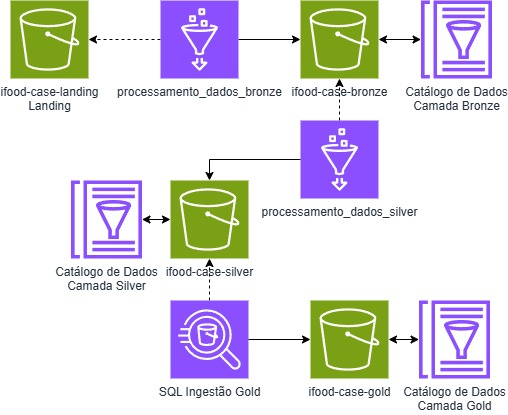 ifood-case-landing
Landing
processamento_dados_bronze
ifood-case-bronze
Catálogo de Dados
Camada Bronze
processamento_dados_silver
Catálogo de Dados
Camada Silver
ifood-case-silver
SQL Ingestão Gold
ifood-case-gold
Catálogo de Dados
Camada Gold